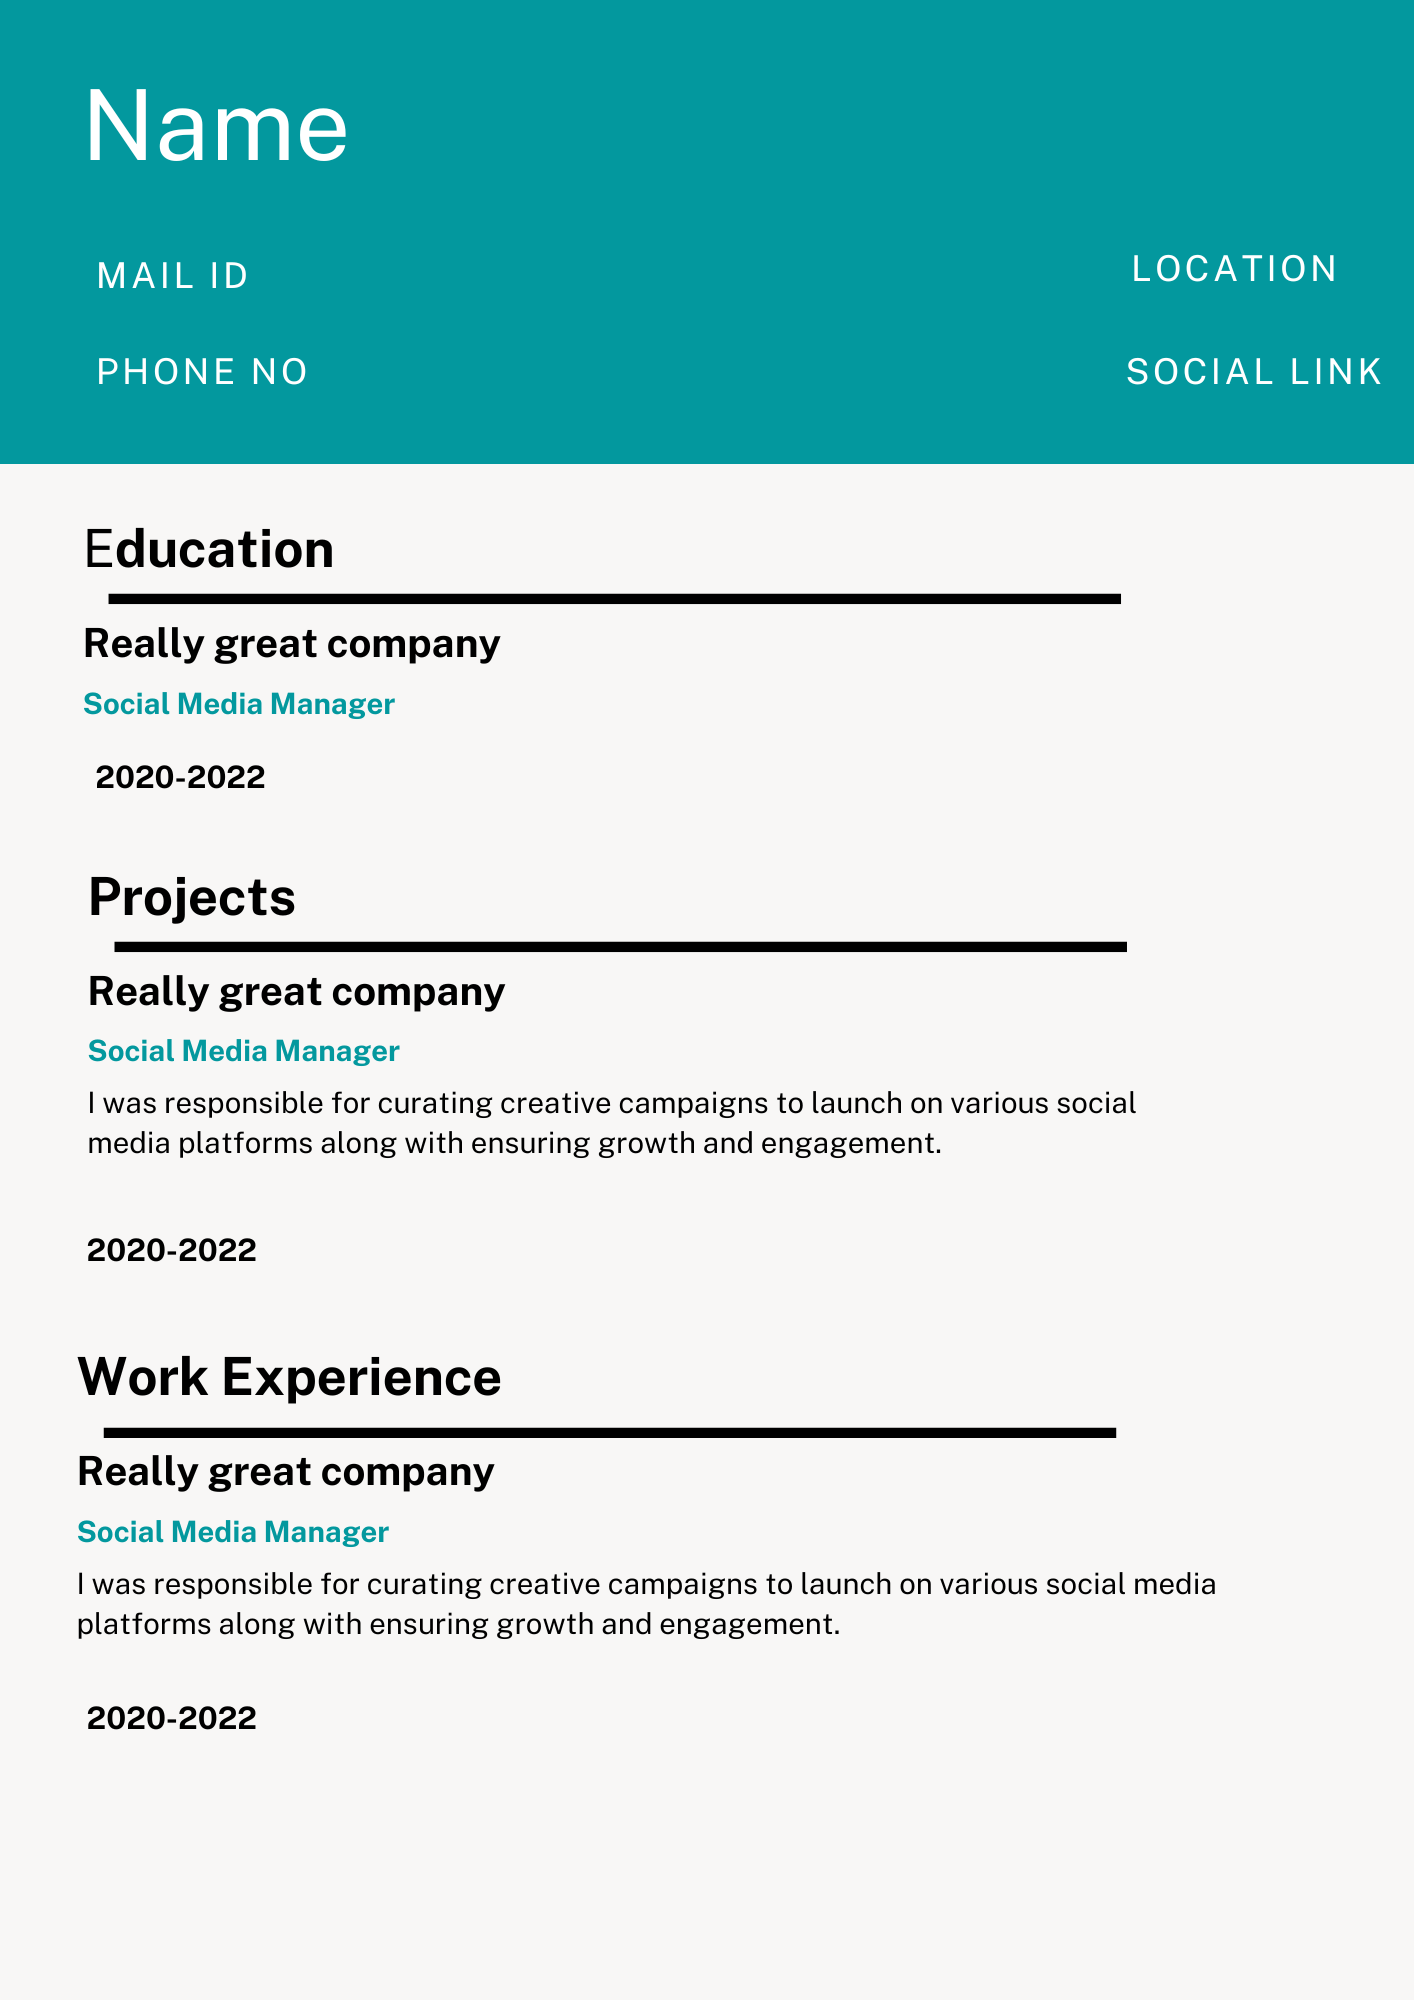 Name
MAIL ID
LOCATION
PHONE NO
SOCIAL LINK
Education
Really great company
Social Media Manager
2020-2022
Projects
Really great company
Social Media Manager
I was responsible for curating creative campaigns to launch on various social
media platforms along with ensuring growth and engagement.
2020-2022
Work Experience
Really great company
Social Media Manager
I was responsible for curating creative campaigns to launch on various social media
platforms along with ensuring growth and engagement.
2020-2022